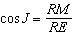 cos J = RM/RE